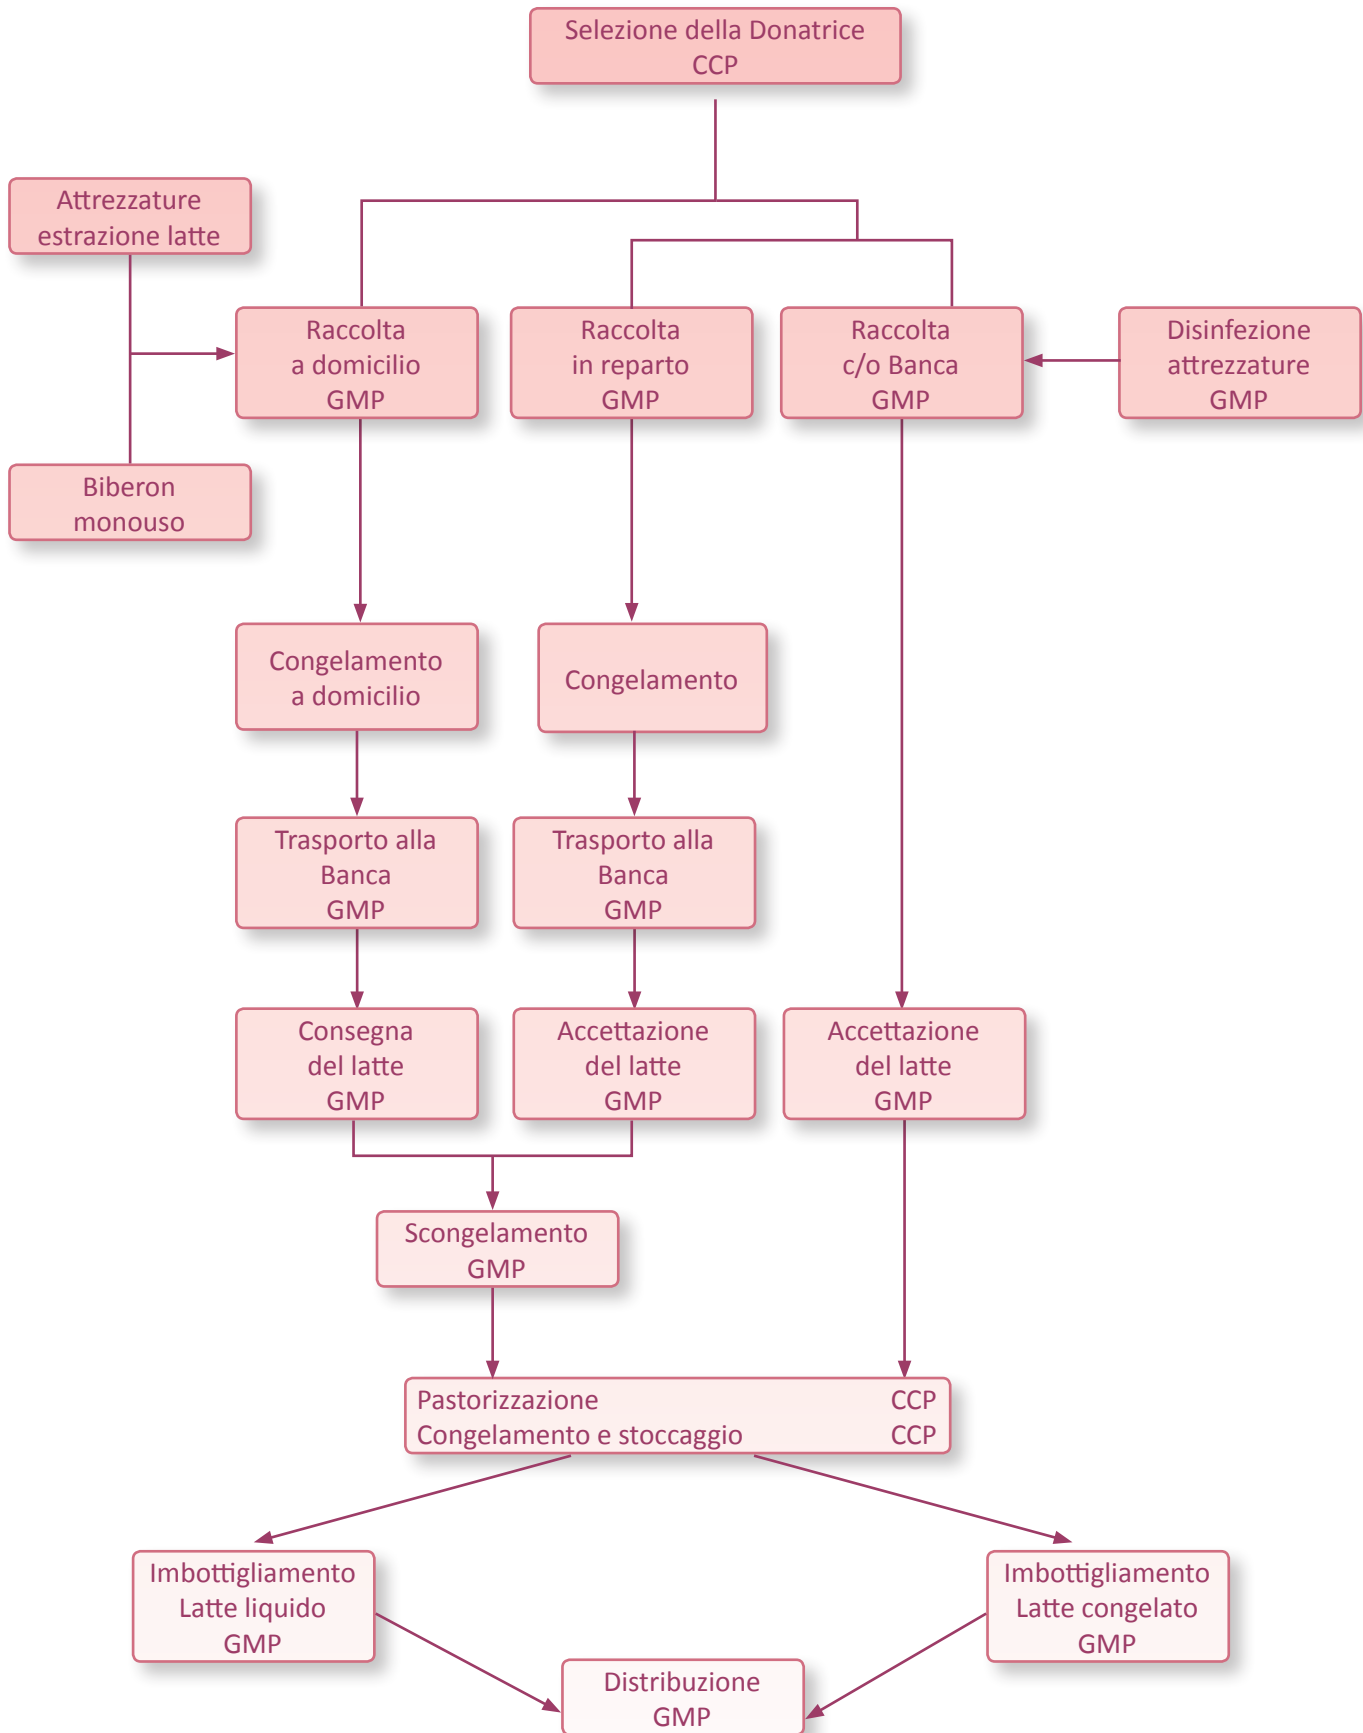 Selezione della Donatrice
CCP
Attrezzature
estrazione latte
Raccolta
a domicilio
GMP
Raccolta
in reparto
GMP
Raccolta
c/o Banca
GMP
Disinfezione
attrezzature
GMP
Biberon
monouso
Congelamento
a domicilio
Congelamento
Trasporto alla
Banca
GMP
Trasporto alla
Banca
GMP
Consegna
del latte
GMP
Accettazione
del latte
GMP
Accettazione
del latte
GMP
Scongelamento
GMP
Pastorizzazione CCP
Congelamento e stoccaggio CCP
Imbottigliamento
Latte liquido
GMP
Imbottigliamento
Latte congelato
GMP
Distribuzione
GMP